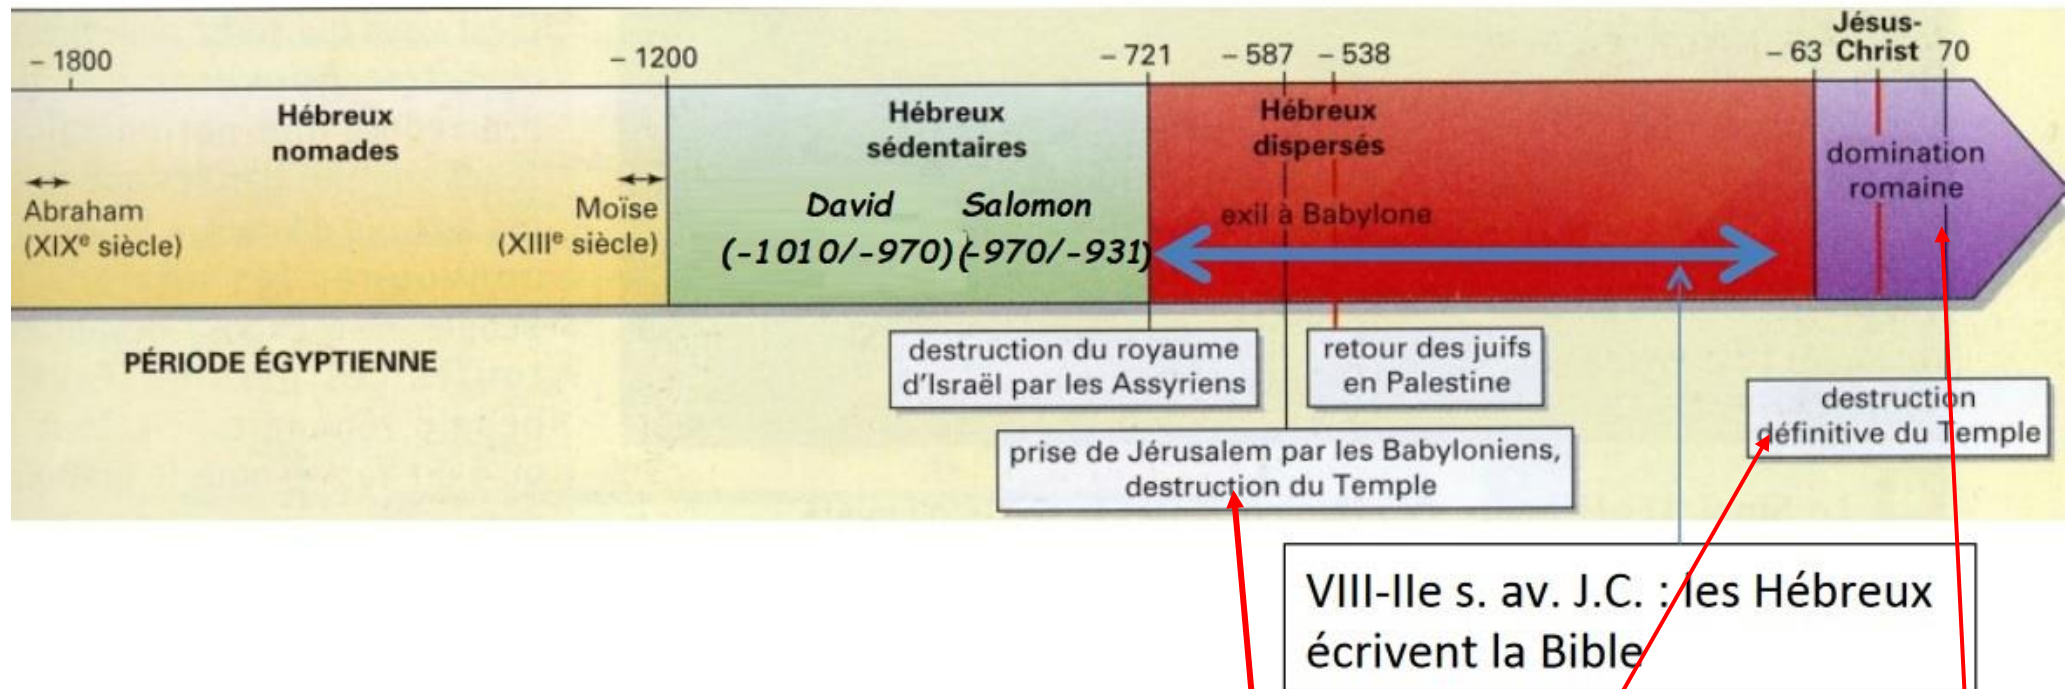 Jésus-
– 1800 – 1200 – 721 – 587 – 538 – 63 Christ 70
Hébreux
nomades
Abraham
(XIXe siècle)
Moïse
(XIIIe siècle)
Hébreux
sédentaires
David Salomon
(-1010/-970) (-970/-931)
Hébreux
dispersés
exil à Babylone
domination
romaine
PÉRIODE ÉGYPTIENNE
destruction du royaume
d'Israël par les Assyriens
retour des juifs
en Palestine
destruction
définitive du Temple
prise de Jérusalem par les Babyloniens,
destruction du Temple
VIII-IIe s. av. J.C. : les Hébreux
écrivent la Bible